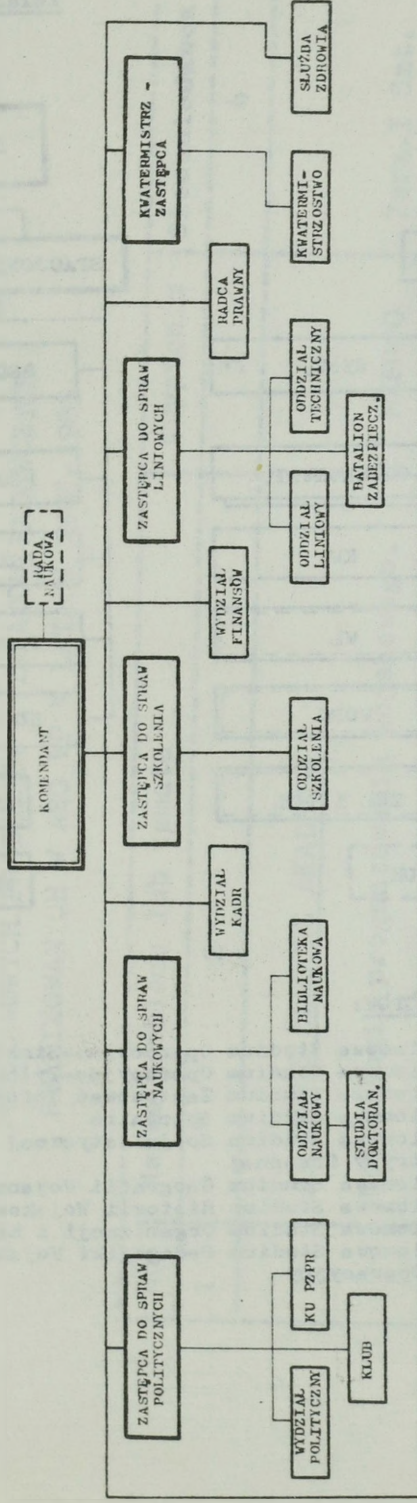 KOMENDANT
RADA
NAUKOWA
ZASTĘPCA DO SPRAW
POLITYCZNYCH
ZASTĘPCA DO SPRAW
NAUKOWYCH
ZASTĘPCA DO SPRAW
SZKOLENIA
ZASTĘPCA DO SPRAW
LINIOWYCH
KWATERMISTRZ -
ZASTĘPCA
WYDZIAŁ
KADR
WYDZIAŁ
FINANSÓW
RADCA
PRAWNY
WYDZIAŁ
POLITYCZNY
KU PZPR
KLUB
ODDZIAŁ
NAUKOWY
BIBLIOTEKA
NAUKOWA
STUDIA
DOKTORAN.
ODDZIAŁ
SZKOLENIA
ODDZIAŁ
LINIOWY
ODDZIAŁ
TECHNICZNY
BATALION
ZABEZPIECZ.
KWATERMI-
STRZOSTWO
SŁUŻBA
ZDROWIA